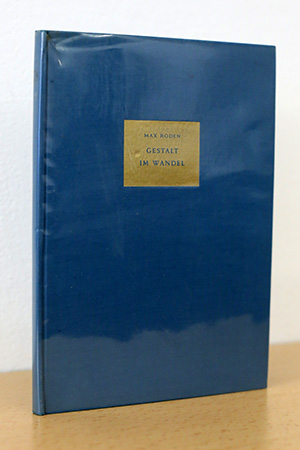 MAX RODEN
GESTALT
IM WANDEL